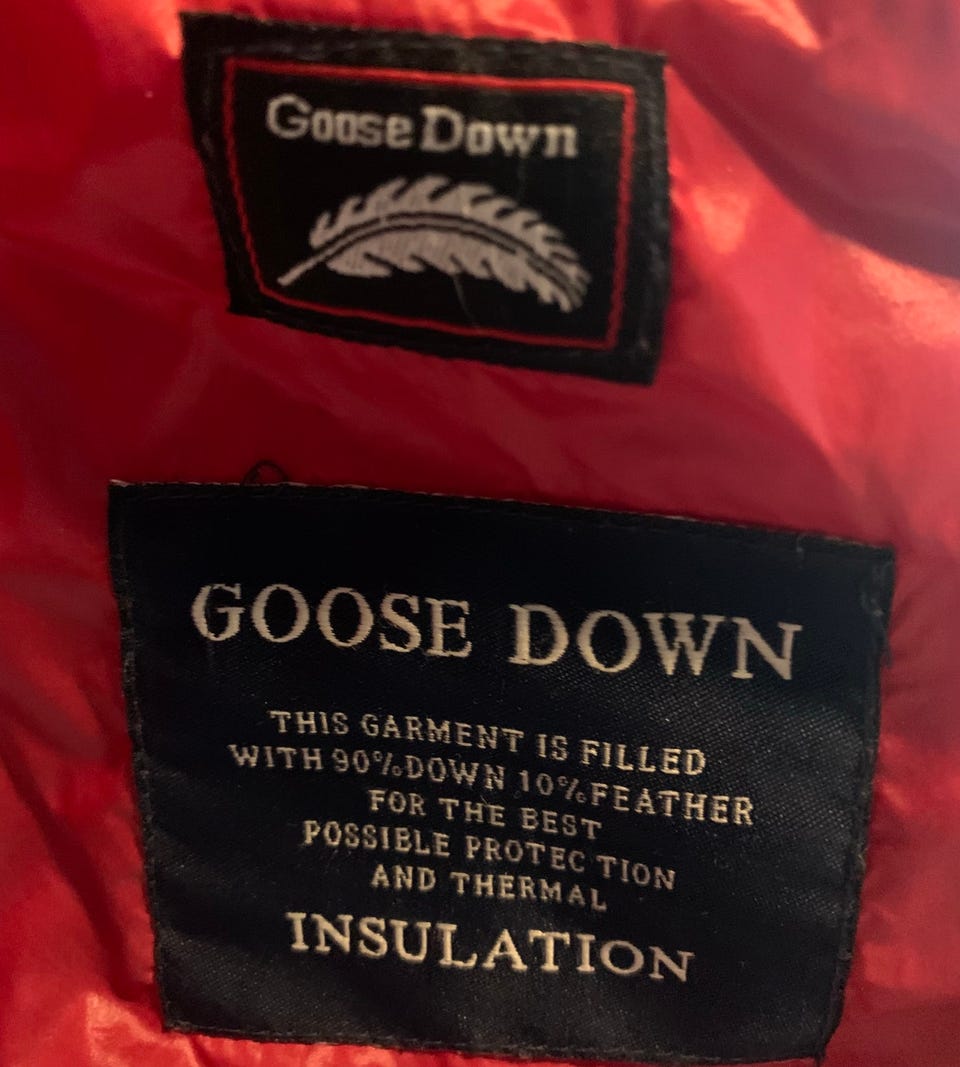 Goose Down
GOOSE DOWN
THIS GARMENT IS FILLED
WITH 90% DOWN 10% FEATHER
FOR THE BEST
POSSIBLE PROTEC TION
AND THERMAL
INSULATION